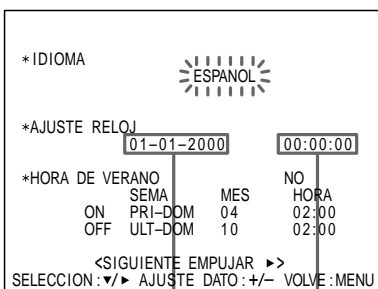 *IDIOMA
ESPANOL
*AJUSTE RELOJ
01–01–2000 00:00:00
*HORA DE VERANO NO
SEMA MES HORA
ON PRI–DOM 04 02:00
OFF ULT–DOM 10 02:00
<SIGUIENTE EMPUJAR ►>
SELECCION:▼/► AJUSTE DATO:+/– VOLVE:MENU